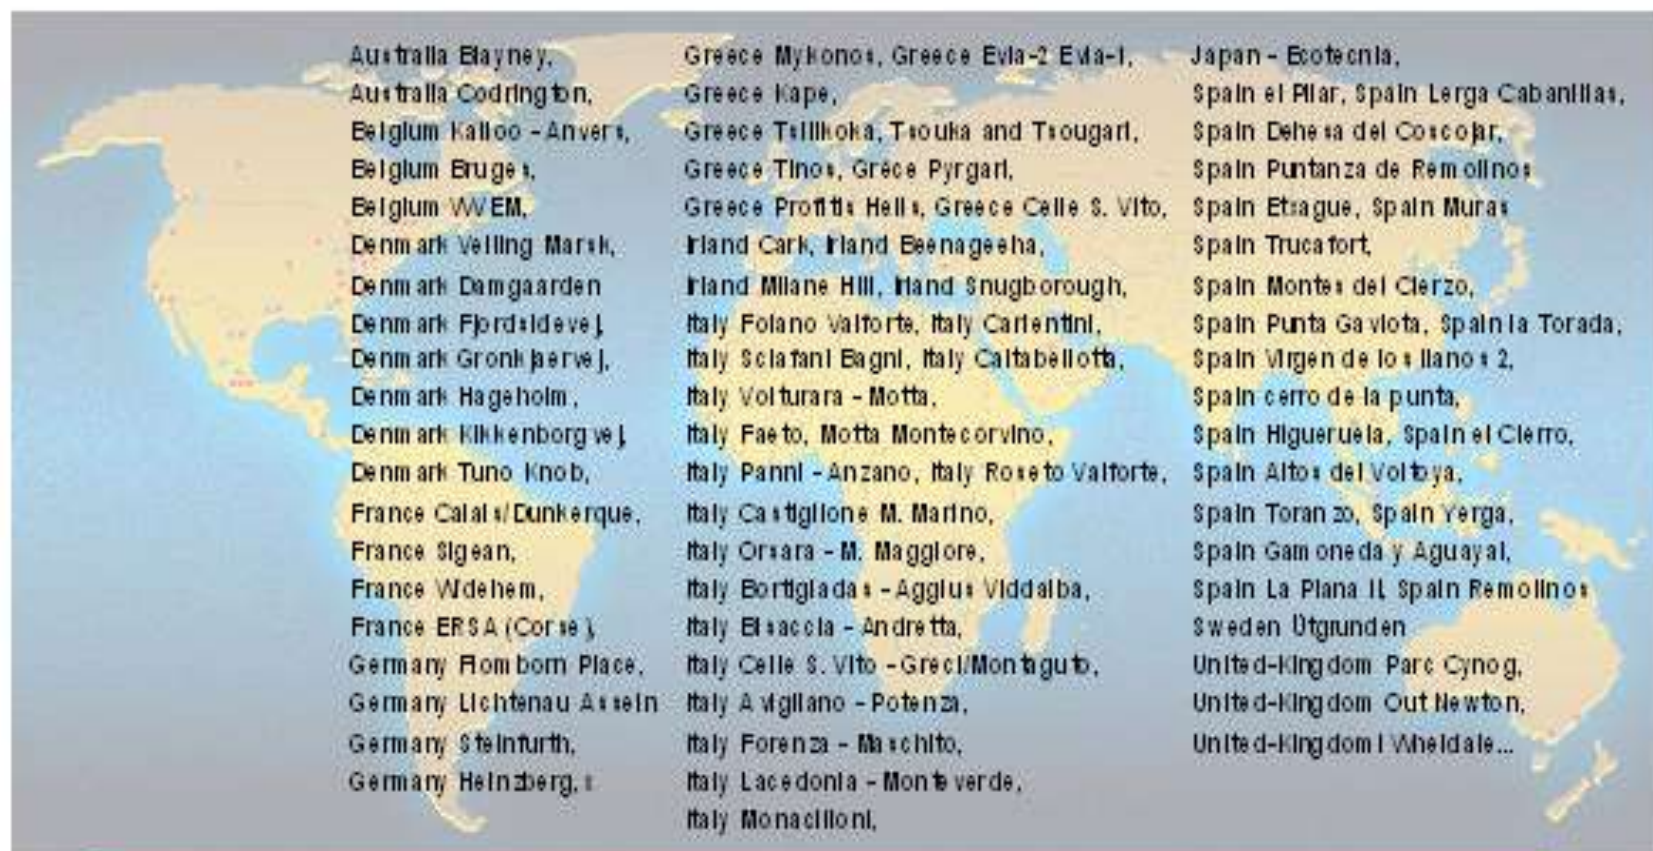 Australia Blayney,
Australia Codrington,
Belgium Kalloo - Anvers,
Belgium Bruges,
Belgium VVEM,
Denmark Velling Marsk,
Denmark Damgaarden
Denmark Fjordsidevej,
Denmark Gronkjaervej,
Denmark Hageholm,
Denmark Kikkenborgvej,
Denmark Tuno Knob,
France Calais/Dunkerque,
France Sigean,
France Widehem,
France ERSA (Corse),
Germany Flomborn Place,
Germany Lichtenau Asseln
Germany Steinfurth,
Germany Heinzberg, s
Greece Mykonos, Greece Evia-2 Evia-1,
Greece Kape,
Greece Tsilikoka, Tsouka and Tsougari,
Greece Tinos, Grèce Pyrgari,
Greece Profitis Helis, Greece Celle S. Vito,
Irland Cark, Irland Beenageeha,
Irland Milane Hill, Irland Snugborough,
Italy Foiano Valforte, Italy Carlentini,
Italy Sclafani Bagni, Italy Caltabellotta,
Italy Volturara - Motta,
Italy Faeto, Motta Montecorvino,
Italy Panni - Anzano, Italy Roseto Valforte,
Italy Castiglione M. Marino,
Italy Orsara - M. Maggiore,
Italy Bortigiadas - Aggius Viddalba,
Italy Bisaccia - Andretta,
Italy Celle S. Vito - Greci/Montaguto,
Italy Avigliano - Potenza,
Italy Forenza - Maschito,
Italy Lacedonia - Monteverde,
Italy Monacilioni,
Japan - Ecotecnia,
Spain el Pilar, Spain Lerga Cabanillas,
Spain Dehesa del Coscojar,
Spain Puntanza de Remolinos
Spain Etsague, Spain Muras
Spain Trucafort,
Spain Montes del Cierzo,
Spain Punta Gaviota, Spain la Torada,
Spain Virgen de los llanos 2,
Spain cerro de la punta,
Spain Higueruela, Spain el Cierro,
Spain Altos del Voltoya,
Spain Toranzo, Spain Yerga,
Spain Gamoneda y Aguayal,
Spain La Plana II, Spain Remolinos
Sweden Ütgrunden
United-Kingdom Parc Cynog,
United-Kingdom Out Newton,
United-Kingdom l Wheldale...